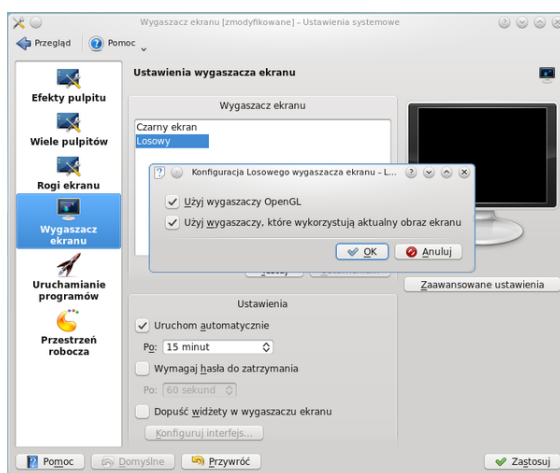 Wygaszacz ekranu [zmodyfikowane] – Ustawienia systemowe
Przegląd
Pomoc
Ustawienia wygaszacza ekranu
Efekty pulpitu
Wiele pulpitów
Rogi ekranu
Wygaszacz
ekranu
Uruchamianie
programów
Przestrzeń
robocza
Wygaszacz ekranu
Czarny ekran
Losowy
Konfiguracja Losowego wygaszacza ekranu – L...
Użyj wygaszaczy OpenGL
Użyj wygaszaczy, które wykorzystują aktualny obraz ekranu
OK
Anuluj
Zaawansowane ustawienia
Ustawienia
Uruchom automatycznie
Po: 15 minut
Wymagaj hasła do zatrzymania
Po: 60 sekund
Dopuść widżety w wygaszaczu ekranu
Konfiguruj interfejs...
Pomoc
Domyślne
Przywróć
Zastosuj